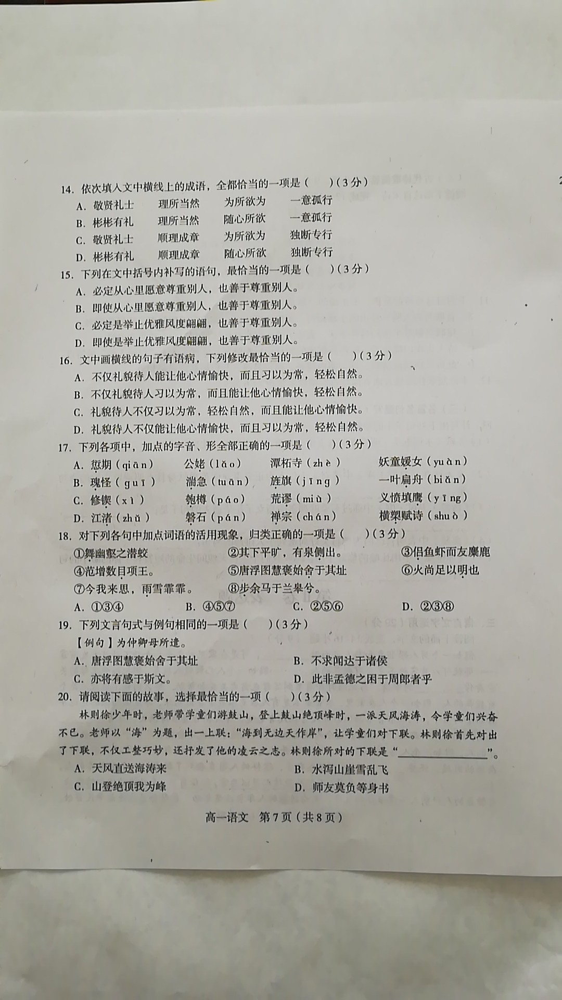 14. 依次填入文中横线上的成语，全都恰当的一项是（　　）（3 分）
A. 敬贤礼士　理所当然　为所欲为　一意孤行
B. 彬彬有礼　理所当然　随心所欲　一意孤行
C. 敬贤礼士　顺理成章　为所欲为　独断专行
D. 彬彬有礼　顺理成章　随心所欲　独断专行
15. 下列在文中括号内补写的语句，最恰当的一项是（　　）（3 分）
A. 必定从心里愿意尊重别人，也善于尊重别人。
B. 即使从心里愿意尊重别人，也善于尊重别人。
C. 必定是举止优雅风度翩翩，也善于尊重别人。
D. 即使是举止优雅风度翩翩，也善于尊重别人。
16. 文中画横线的句子有语病，下列修改最恰当的一项是（　　）（3 分）
A. 不仅礼貌待人能让他心情愉快，而且习以为常，轻松自然。
B. 不仅礼貌待人习以为常，而且能让他心情愉快，轻松自然。
C. 礼貌待人不仅习以为常，轻松自然，而且能让他心情愉快。
D. 礼貌待人不仅能让他心情愉快，而且习以为常，轻松自然。
17. 下列各项中，加点的字音、形全部正确的一项是（　　）（3 分）
A. 愆期（qiān）　公姥（lǎo）　潭柘寺（zhè）　妖童媛女（yuàn）
B. 瑰怪（guī）　湍急（tuān）　旌旗（jīng）　一叶扁舟（biǎn）
C. 修锲（xì）　匏樽（páo）　荒谬（miù）　义愤填鹰（yīng）
D. 江渚（zhǔ）　磐石（pán）　禅宗（chán）　横槊赋诗（shuò）
18. 对下列各句中加点词语的活用现象，归类正确的一项是（　　）（3 分）
①舞幽壑之潜蛟　②其下平旷，有泉侧出。　③侣鱼虾而友麋鹿
④范增数目项王。　⑤唐浮图慧褒始舍于其址　⑥火尚足以明也
⑦今我来思，雨雪霏霏。　⑧步余马于兰皋兮。
A. ①③④　B. ④⑤⑦　C. ②⑤⑥　D. ②③⑧
19. 下列文言句式与例句相同的一项是（　　）（3 分）
【例句】为仲卿母所遣。
A. 唐浮图慧褒始舍于其址　B. 不求闻达于诸侯
C. 亦将有感于斯文。　D. 此非孟德之困于周郎者乎
20. 请阅读下面的故事，选择最恰当的一项（　　）（3 分）
林则徐少年时，老师带学童们游鼓山，登上鼓山绝顶峰时，一派天风海涛，令学童们兴奋
不已。老师以“海”为题，出一上联：“海到无边天作岸”，让学童们对下联。林则徐首先对出
了下联，不仅工整巧妙，还抒发了他的凌云之志。林则徐所对的下联是“＿＿＿＿＿＿＿＿”。
A. 天风直送海涛来　B. 水泻山崖雪乱飞
C. 山登绝顶我为峰　D. 师友莫负等身书
高一语文　第 7 页（共 8 页）